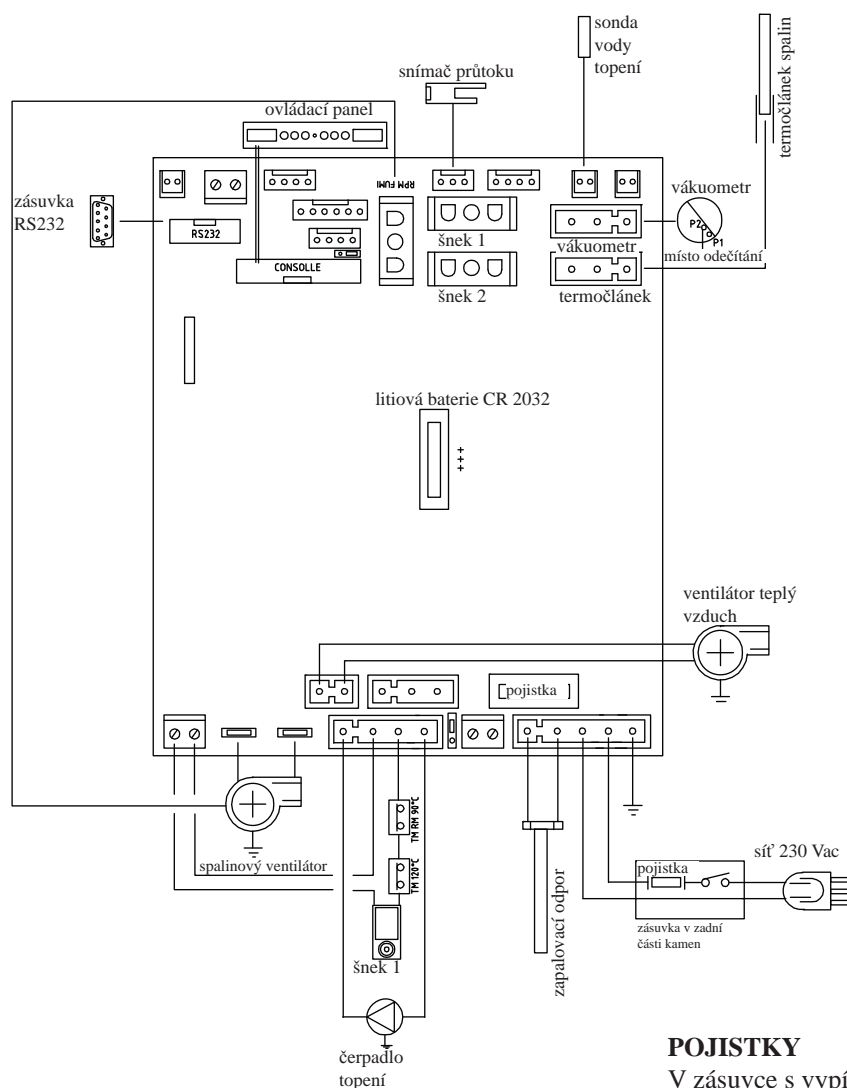 sonda
vody
topení
snímač průtoku
ovládací panel
termočlánek spalin
zásuvka
RS232
RS232
RPM FUMI
CONSOLLE
šnek 1
šnek 2
vákuometr
termočlánek
vákuometr
P2
P1
místo odečítání
litiová baterie CR 2032
+++
ventilátor teplý
vzduch
pojistka
spalinový ventilátor
TM RM 90°C
TM 120°C
šnek 1
čerpadlo
topení
zapalovací odpor
síť 230 Vac
pojistka
zásuvka v zadní
části kamen
POJISTKY
V zásuvce s vypí